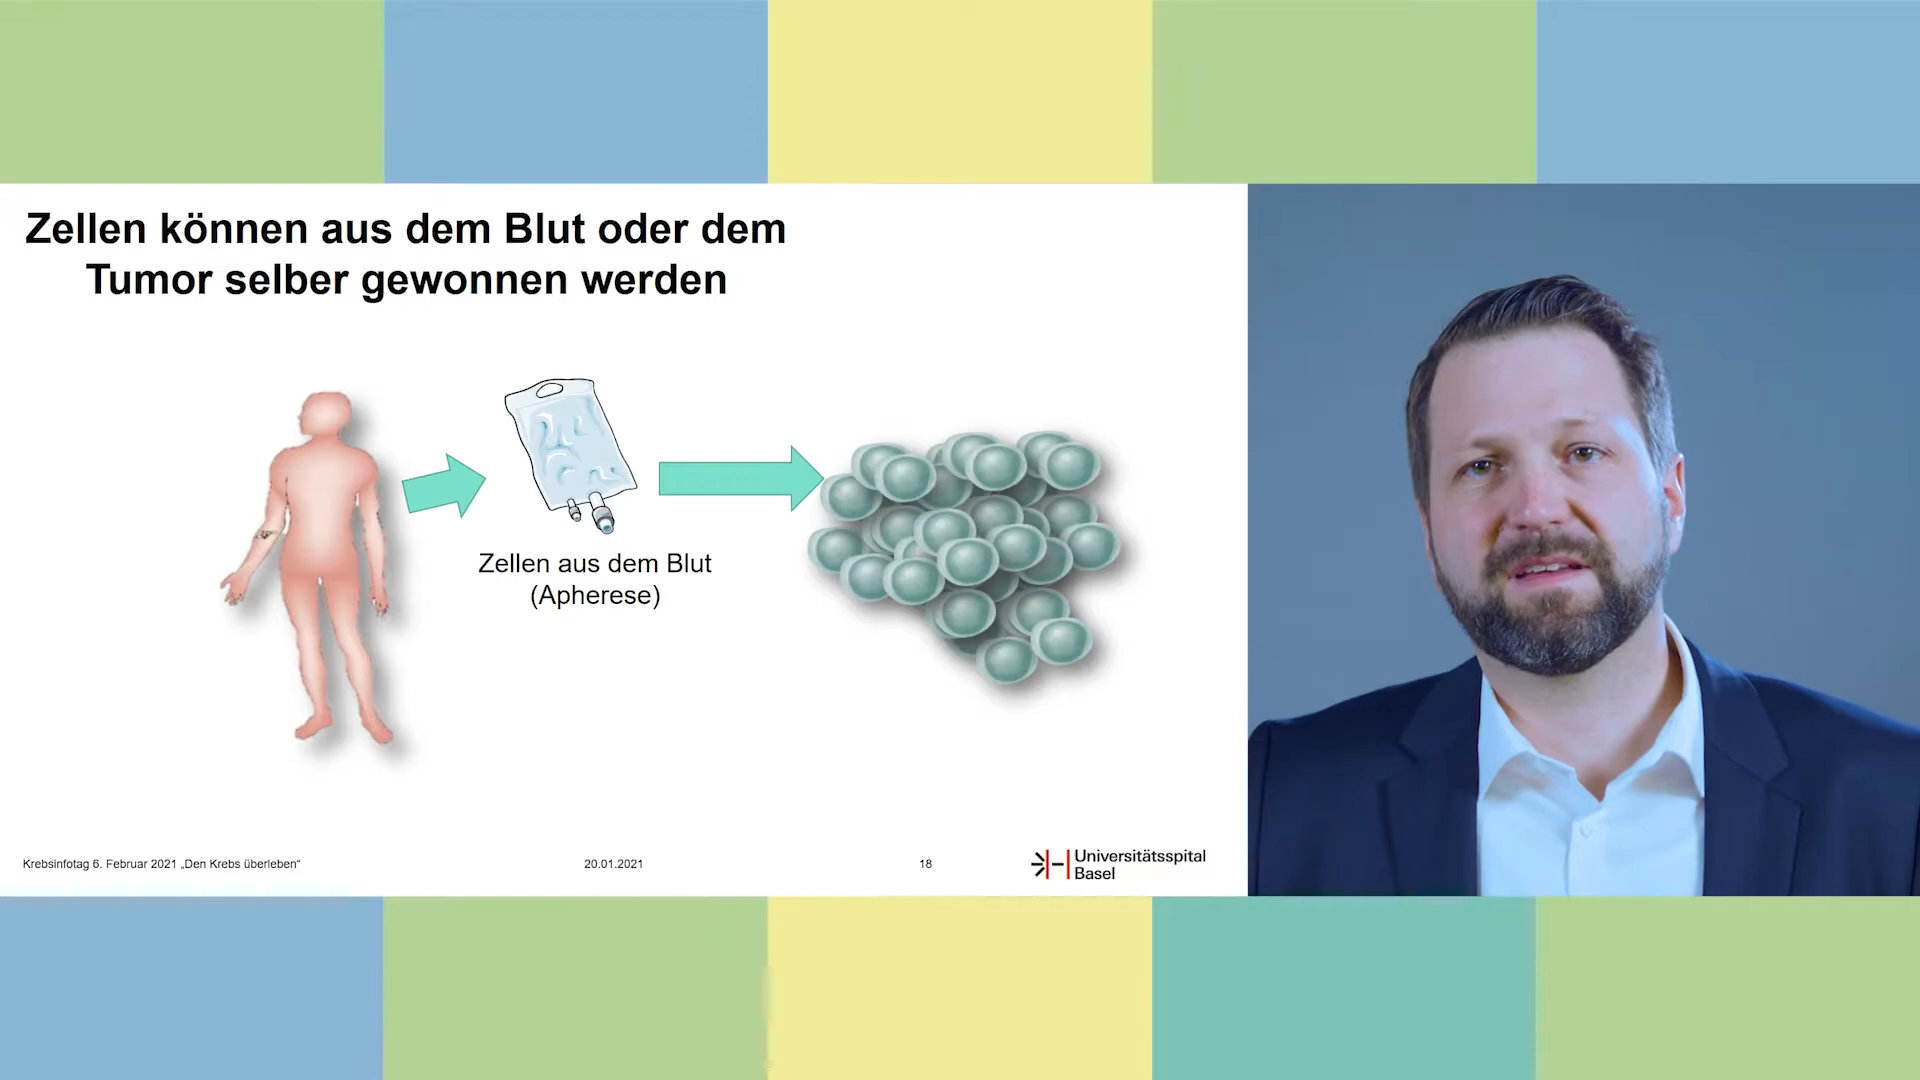 Zellen können aus dem Blut oder dem
Tumor selber gewonnen werden
Zellen aus dem Blut
(Apherese)
Krebsinfotag 6. Februar 2021 „Den Krebs überleben“
20.01.2021
18
Universitätsspital
Basel